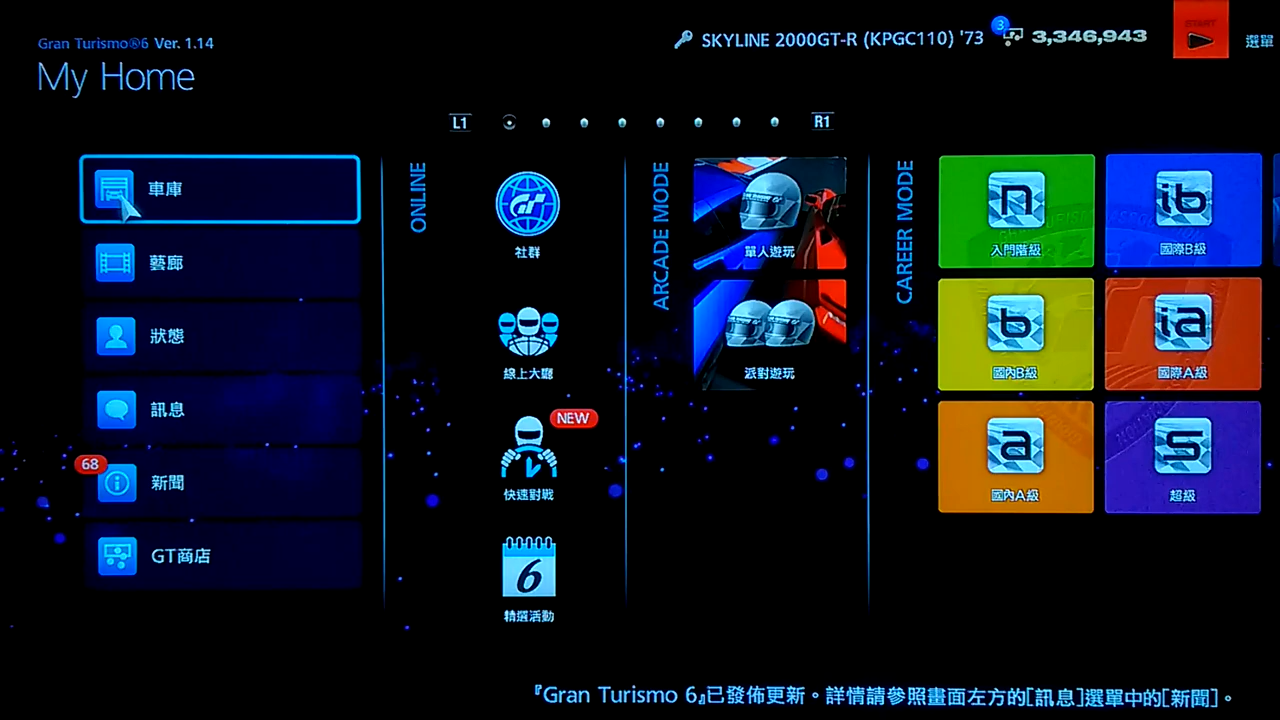 Gran Turismo®6 Ver. 1.14
My Home
SKYLINE 2000GT-R (KPGC110) '73
3
3,346,943
START
選單
L1
R1
車庫
藝廊
狀態
訊息
68
新聞
GT商店
ONLINE
社群
線上大廳
NEW
快速對戰
6
精選活動
ARCADE MODE
單人遊玩
派對遊玩
CAREER MODE
n
入門階級
ib
國際B級
b
國內B級
ia
國際A級
a
國內A級
S
超級
『Gran Turismo 6』已發佈更新。詳情請參照畫面左方的[訊息]選單中的[新聞]。